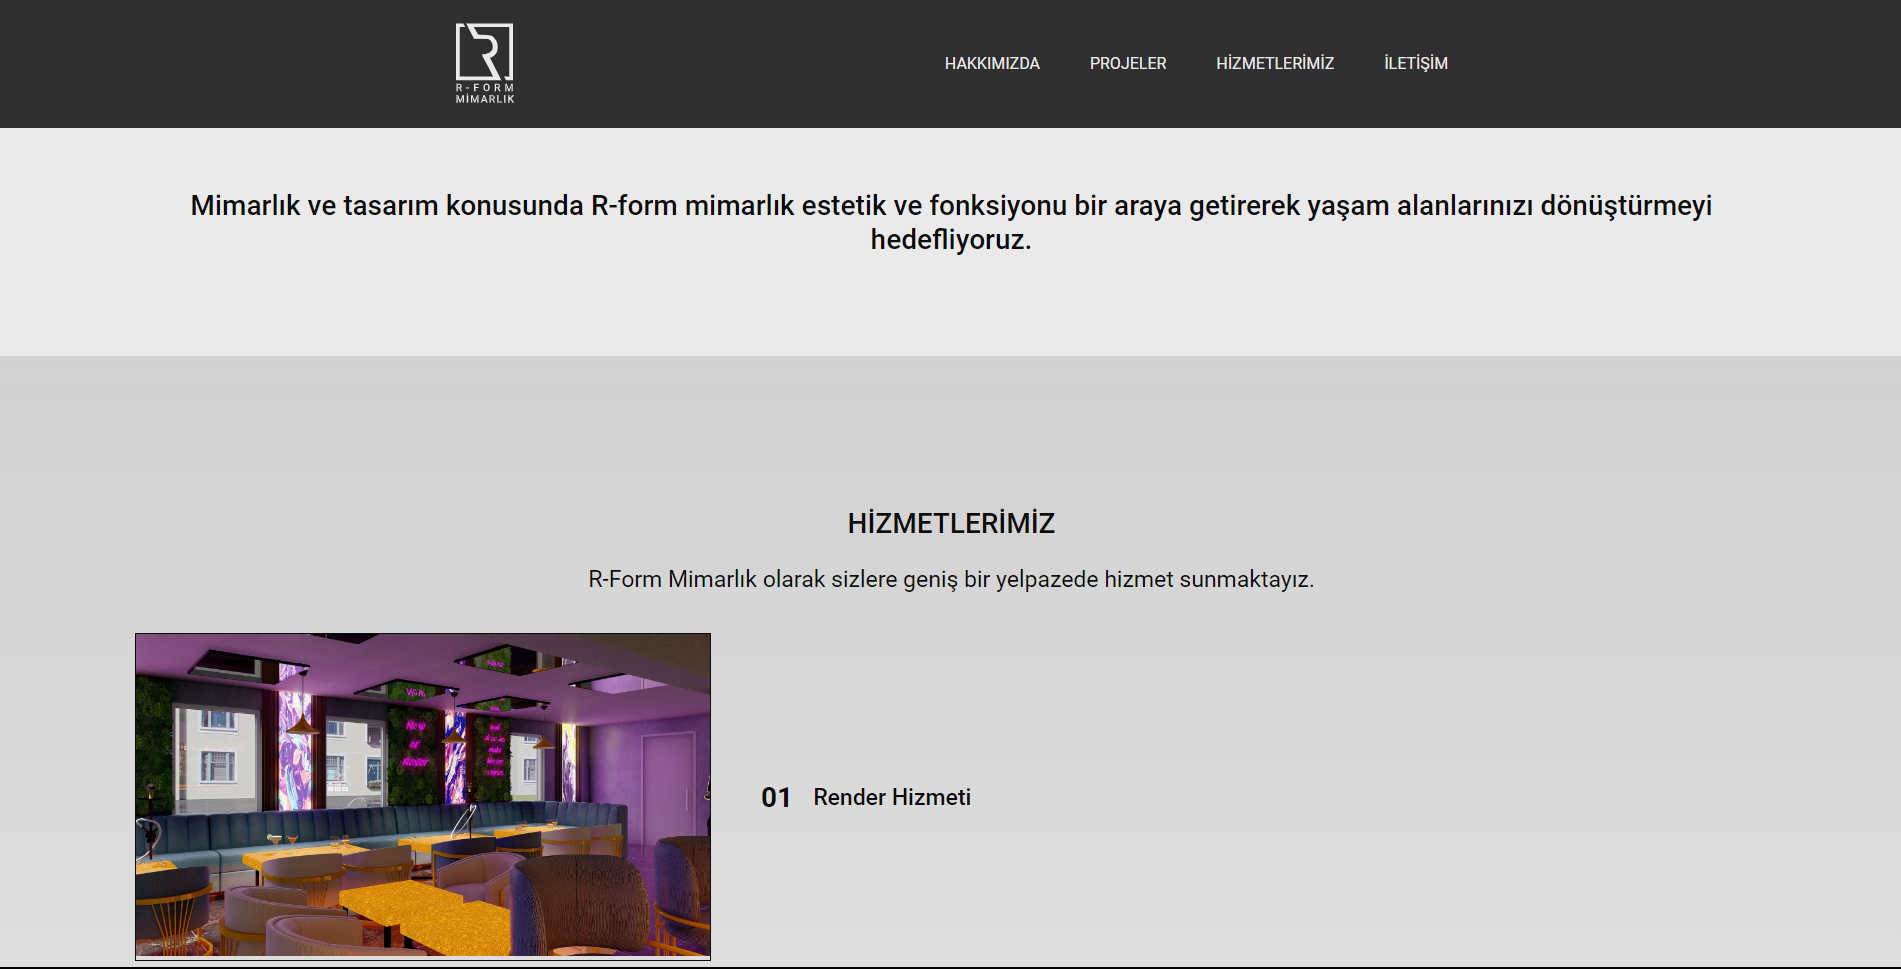 R-FORM
MİMARLIK
HAKKIMIZDA PROJELER HİZMETLERİMİZ İLETİŞİM
Mimarlık ve tasarım konusunda R-form mimarlık estetik ve fonksiyonu bir araya getirerek yaşam alanlarınızı dönüştürmeyi
hedefliyoruz.
HİZMETLERİMİZ
R-Form Mimarlık olarak sizlere geniş bir yelpazede hizmet sunmaktayız.
New
or
Never
01 Render Hizmeti